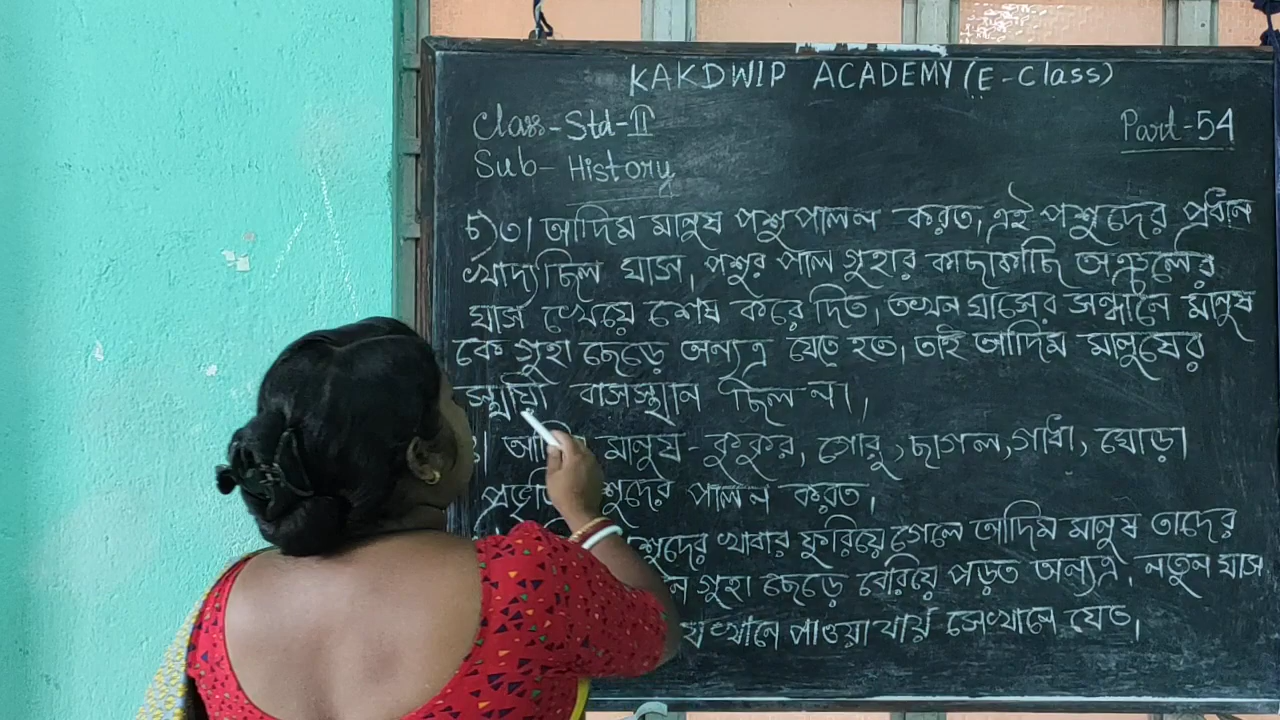 KAKDWIP ACADEMY (E-Class)
Class-Std-II
Part-54
Sub-History
চ)৩। আদিম মানুষ পশুপালন করত, এই পশুদের প্রধান
খাদ্য ছিল ঘাস, পশুর পাল গুহার কাছাকাছি অঞ্চলের
ঘাস খেয়ে শেষ করে দিত, তখন ঘাসের সন্ধানে মানুষ
কে গুহা ছেড়ে অন্যত্র যেতে হত, তাই আদিম মানুষের
বাসস্থান ছিল না।
মানুষ - কুকুর, গোরু, ছাগল, গাধা, ঘোড়া
পালন করত।
খাবার ফুরিয়ে গেলে আদিম মানুষ তাদের
গুহা ছেড়ে বেরিয়ে পড়ত অন্যত্র, নতুন ঘাস
পাওয়া যায় সেখানে যেত।